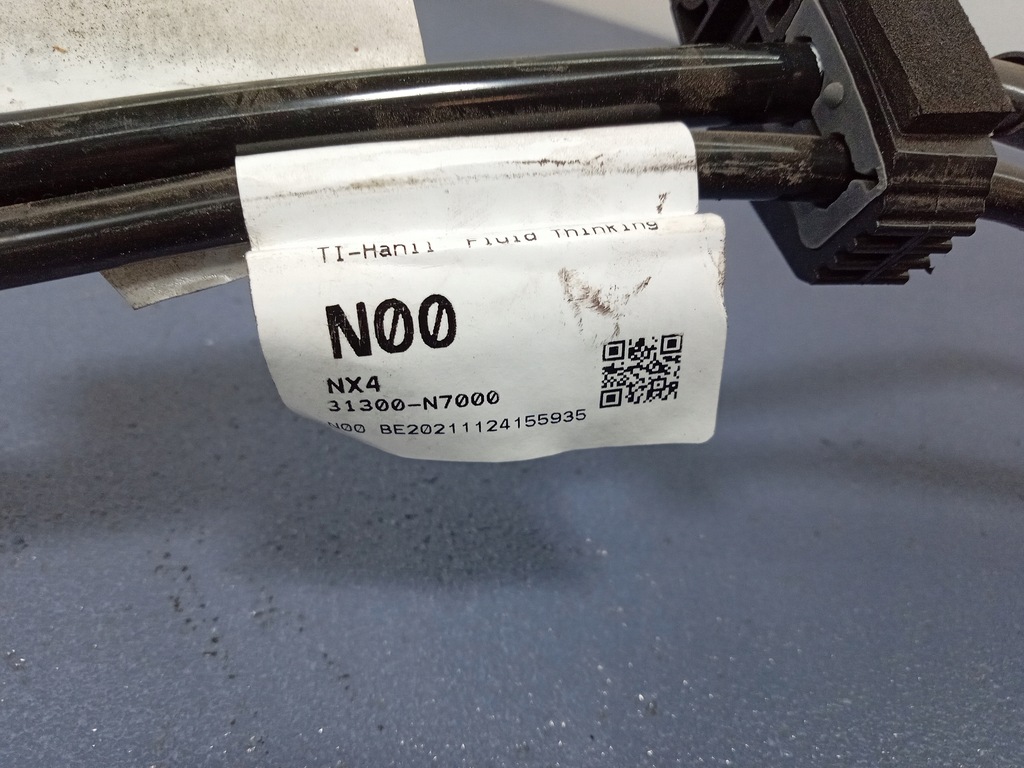 TI-Hanil Fluid Thinking
N00
NX4
31300-N7000
N00 BE20211124155935